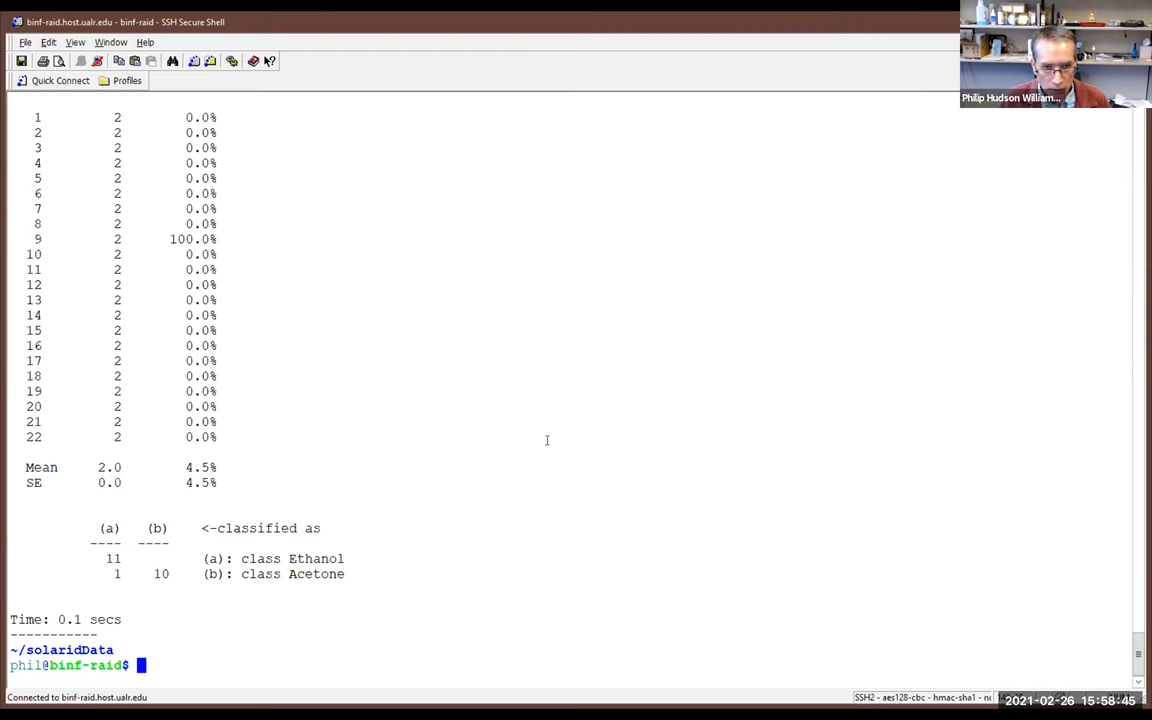 binf-raid.host.ualr.edu - binf-raid - SSH Secure Shell
File Edit View Window Help
Quick Connect Profiles
Philip Hudson William...
1 2 0.0%
2 2 0.0%
3 2 0.0%
4 2 0.0%
5 2 0.0%
6 2 0.0%
7 2 0.0%
8 2 0.0%
9 2 100.0%
10 2 0.0%
11 2 0.0%
12 2 0.0%
13 2 0.0%
14 2 0.0%
15 2 0.0%
16 2 0.0%
17 2 0.0%
18 2 0.0%
19 2 0.0%
20 2 0.0%
21 2 0.0%
22 2 0.0%
Mean 2.0 4.5%
SE 0.0 4.5%
(a) (b) <-classified as
---- ----
11 (a): class Ethanol
1 10 (b): class Acetone
Time: 0.1 secs
-----------
~/solaridData
phil@binf-raid$
Connected to binf-raid.host.ualr.edu
SSH2 - aes128-cbc - hmac-sha1 - nc
2021-02-26 15:58:45